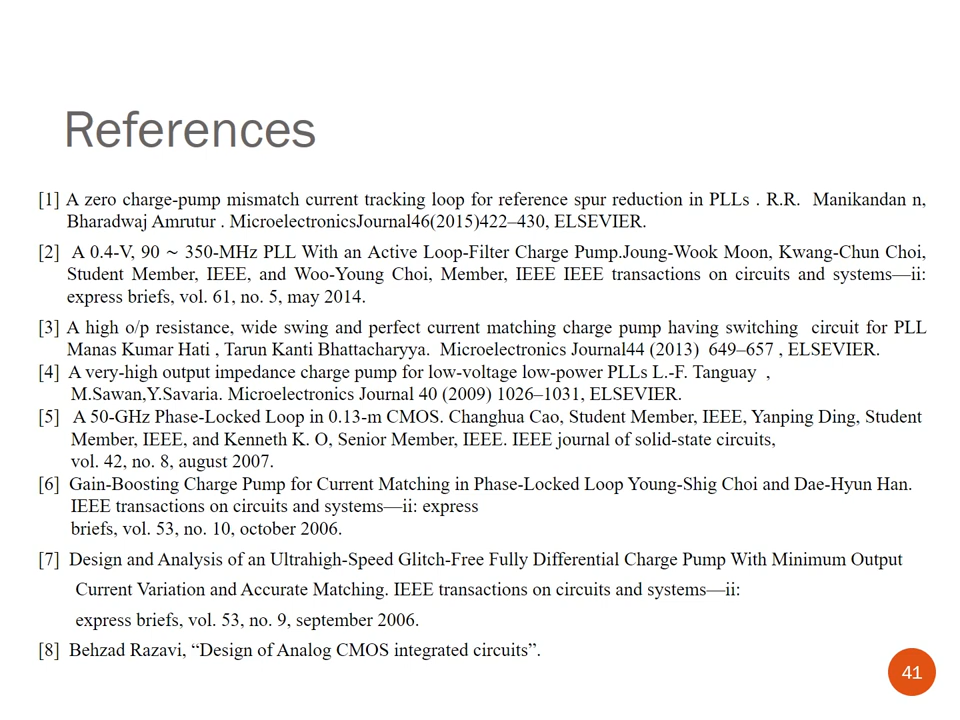 References
[1] A zero charge-pump mismatch current tracking loop for reference spur reduction in PLLs . R.R. Manikandan n,
Bharadwaj Amrutur . MicroelectronicsJournal46(2015)422–430, ELSEVIER.
[2] A 0.4-V, 90 ∼ 350-MHz PLL With an Active Loop-Filter Charge Pump.Joung-Wook Moon, Kwang-Chun Choi,
Student Member, IEEE, and Woo-Young Choi, Member, IEEE IEEE transactions on circuits and systems—ii:
express briefs, vol. 61, no. 5, may 2014.
[3] A high o/p resistance, wide swing and perfect current matching charge pump having switching circuit for PLL
Manas Kumar Hati , Tarun Kanti Bhattacharyya. Microelectronics Journal44 (2013) 649–657 , ELSEVIER.
[4] A very-high output impedance charge pump for low-voltage low-power PLLs L.-F. Tanguay ,
M.Sawan,Y.Savaria. Microelectronics Journal 40 (2009) 1026–1031, ELSEVIER.
[5] A 50-GHz Phase-Locked Loop in 0.13-m CMOS. Changhua Cao, Student Member, IEEE, Yanping Ding, Student
Member, IEEE, and Kenneth K. O, Senior Member, IEEE. IEEE journal of solid-state circuits,
vol. 42, no. 8, august 2007.
[6] Gain-Boosting Charge Pump for Current Matching in Phase-Locked Loop Young-Shig Choi and Dae-Hyun Han.
IEEE transactions on circuits and systems—ii: express
briefs, vol. 53, no. 10, october 2006.
[7] Design and Analysis of an Ultrahigh-Speed Glitch-Free Fully Differential Charge Pump With Minimum Output
Current Variation and Accurate Matching. IEEE transactions on circuits and systems—ii:
express briefs, vol. 53, no. 9, september 2006.
[8] Behzad Razavi, “Design of Analog CMOS integrated circuits”.
41